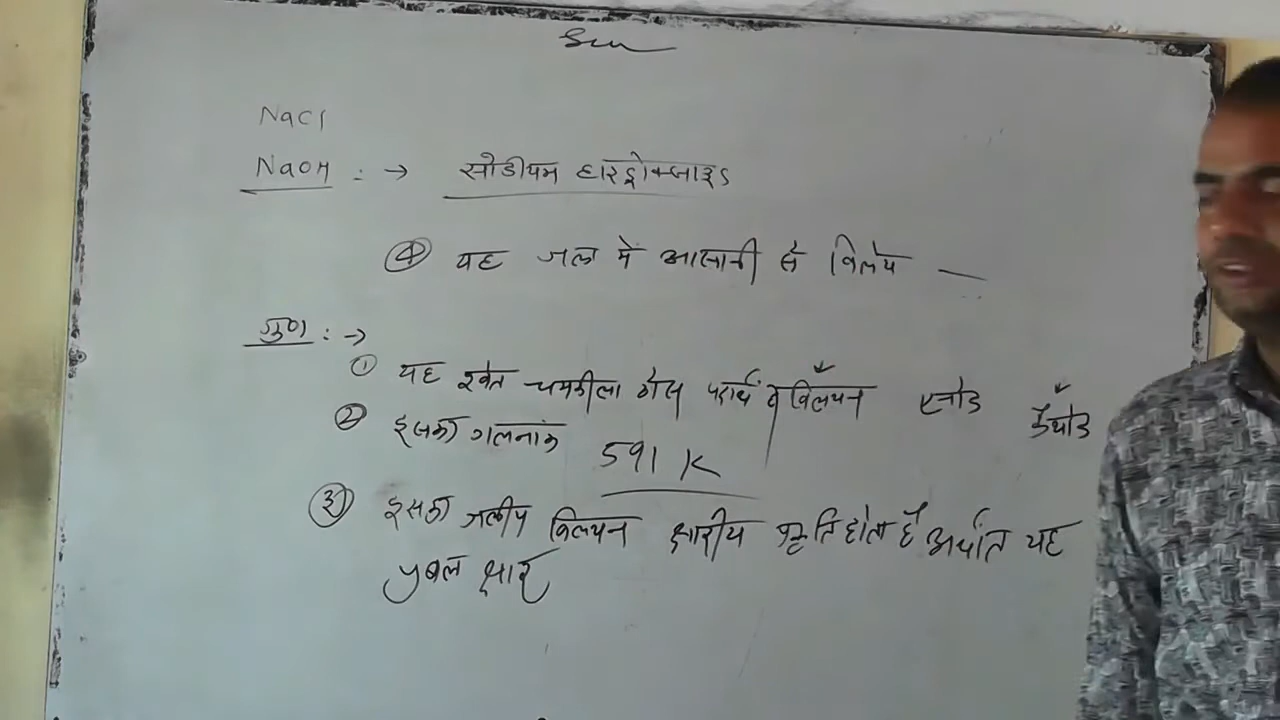 NaCl
NaOH : → सोडीयम हाइड्रोक्साइड
④ यह जल मे आसानी से विलेय —
गुण : →
① यह श्वेत चमकीला ठोस पदार्थ व विलयन एनोड कैथोड
② इसका गलनांक 591 K
③ इसका जलीय विलयन क्षारीय प्रकृति होता है अर्थात यह
प्रबल क्षार